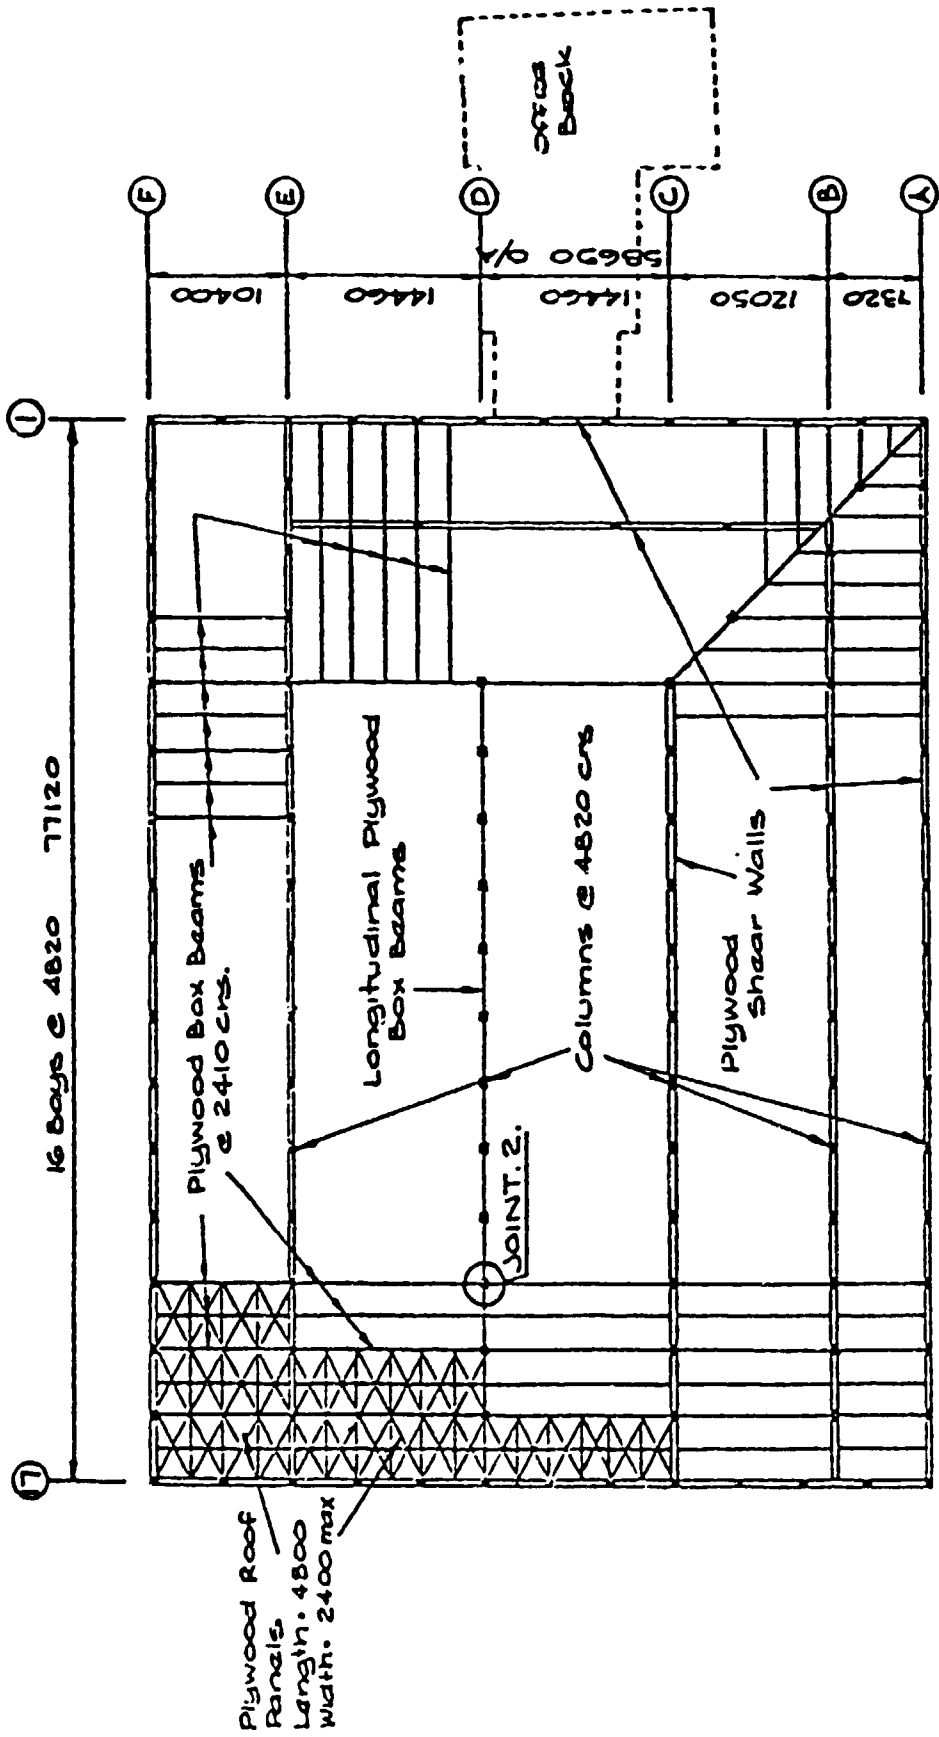 1
16 Bays @ 4820 77120
17
F
E
D
C
B
A
10400
14460
14460
12050
7320
58690 o/a
Office
Block
Plywood Box Beams
@ 2410 crs.
Longitudinal Plywood
Box Beams
Columns @ 4820 crs
Plywood
Shear Walls
JOINT. 2.
Plywood Roof
Panels
Length. 4800
Width. 2400 max